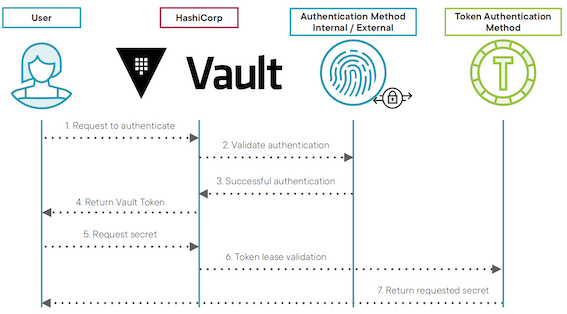 User
HashiCorp
Authentication Method
Internal / External
Token Authentication
Method
Vault
T
1. Request to authenticate
2. Validate authentication
3. Successful authentication
4. Return Vault Token
5. Request secret
6. Token lease validation
7. Return requested secret